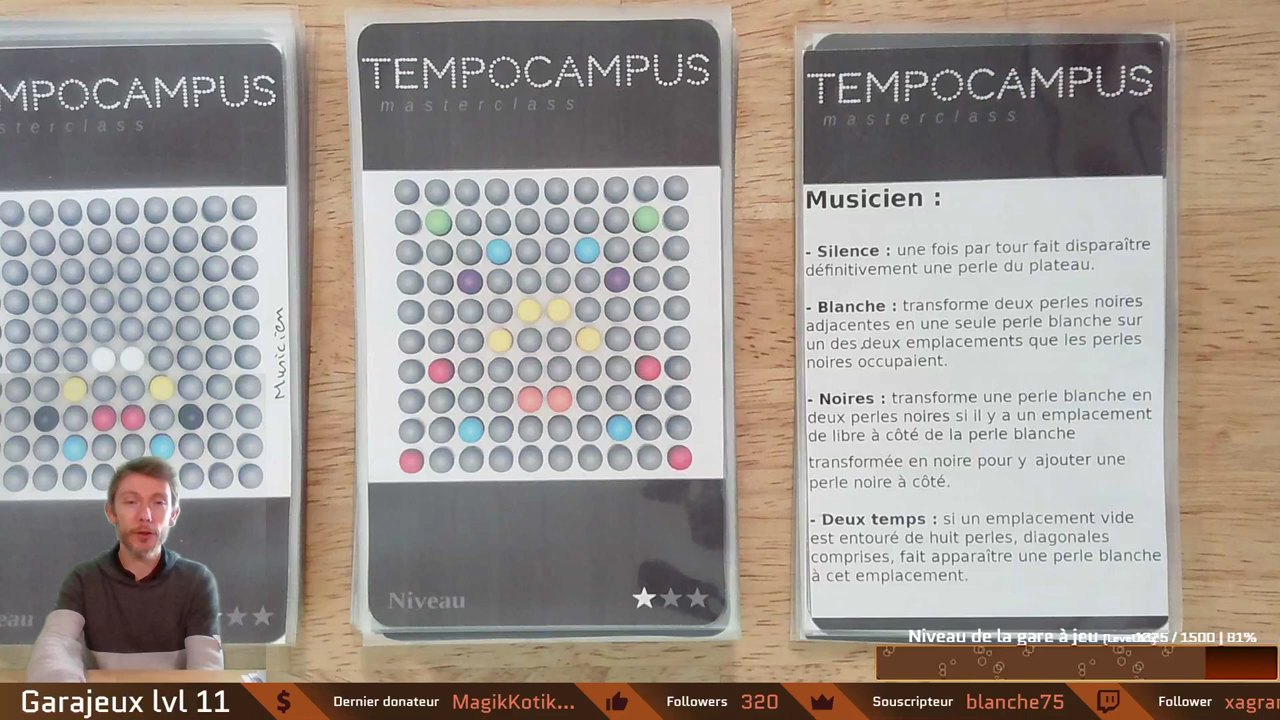 MPOCAMPUS
sterclass
Musicien
eau
TEMPOCAMPUS
masterclass
Niveau
TEMPOCAMPUS
masterclass
Musicien :
- Silence : une fois par tour fait disparaître
définitivement une perle du plateau.
- Blanche : transforme deux perles noires
adjacentes en une seule perle blanche sur
un des deux emplacements que les perles
noires occupaient.
- Noires : transforme une perle blanche en
deux perles noires si il y a un emplacement
de libre à côté de la perle blanche
transformée en noire pour y ajouter une
perle noire à côté.
- Deux temps : si un emplacement vide
est entouré de huit perles, diagonales
comprises, fait apparaître une perle blanche
à cet emplacement.
Niveau de la gare à jeu / 1500 | 81%
Garajeux lvl 11
Dernier donateur MagikKotik...
Followers 320
Souscripteur blanche75
Follower xagra